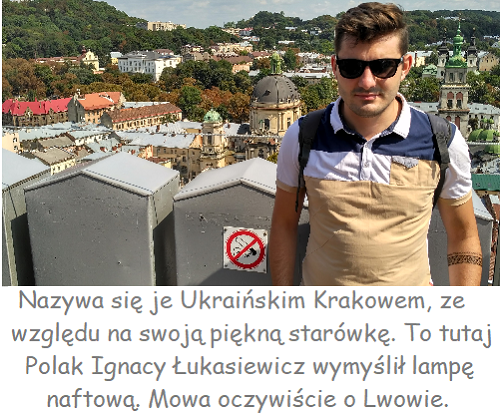 Nazywa się je Ukraińskim Krakowem, ze
względu na swoją piękną starówkę. To tutaj
Polak Ignacy Łukasiewicz wymyślił lampę
naftową. Mowa oczywiście o Lwowie.